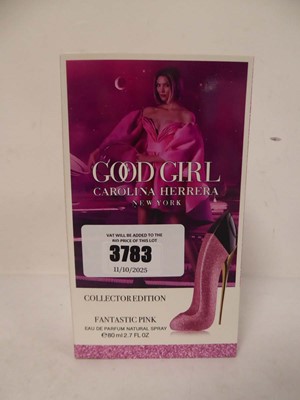 GOOD GIRL
CAROLINA HERRERA
NEW YORK
VAT WILL BE ADDED TO THE
BID PRICE OF THIS LOT
3783
11/10/2025
COLLECTOR EDITION
FANTASTIC PINK
EAU DE PARFUM NATURAL SPRAY
℮80 ml 2.7 FL OZ